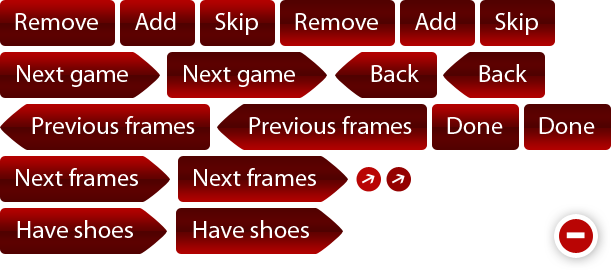 Remove Add Skip Remove Add Skip
Next game Next game Back Back
Previous frames Previous frames Done Done
Next frames Next frames
Have shoes Have shoes